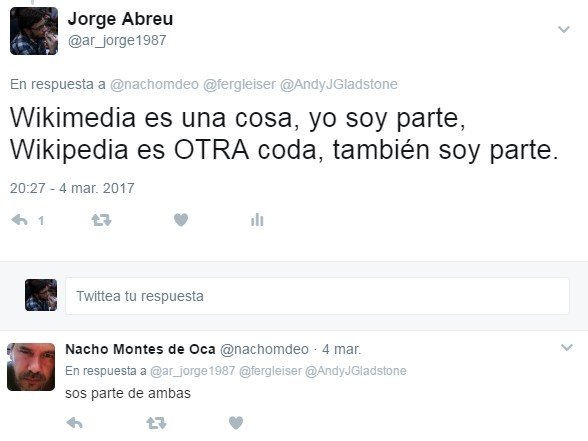 Jorge Abreu
@ar_jorge1987
En respuesta a @nachomdeo @fergleiser @AndyJGladstone
Wikimedia es una cosa, yo soy parte,
Wikipedia es OTRA coda, también soy parte.
20:27 - 4 mar. 2017
1
Twittea tu respuesta
Nacho Montes de Oca @nachomdeo · 4 mar.
En respuesta a @ar_jorge1987 @fergleiser @AndyJGladstone
sos parte de ambas